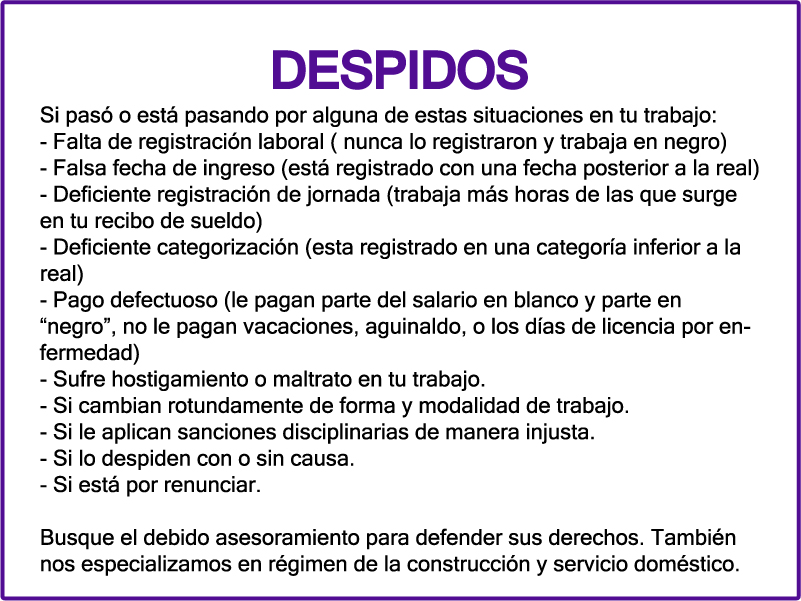 DESPIDOS
Si pasó o está pasando por alguna de estas situaciones en tu trabajo:
- Falta de registración laboral ( nunca lo registraron y trabaja en negro)
- Falsa fecha de ingreso (está registrado con una fecha posterior a la real)
- Deficiente registración de jornada (trabaja más horas de las que surge
en tu recibo de sueldo)
- Deficiente categorización (esta registrado en una categoría inferior a la
real)
- Pago defectuoso (le pagan parte del salario en blanco y parte en
“negro”, no le pagan vacaciones, aguinaldo, o los días de licencia por en-
fermedad)
- Sufre hostigamiento o maltrato en tu trabajo.
- Si cambian rotundamente de forma y modalidad de trabajo.
- Si le aplican sanciones disciplinarias de manera injusta.
- Si lo despiden con o sin causa.
- Si está por renunciar.
Busque el debido asesoramiento para defender sus derechos. También
nos especializamos en régimen de la construcción y servicio doméstico.